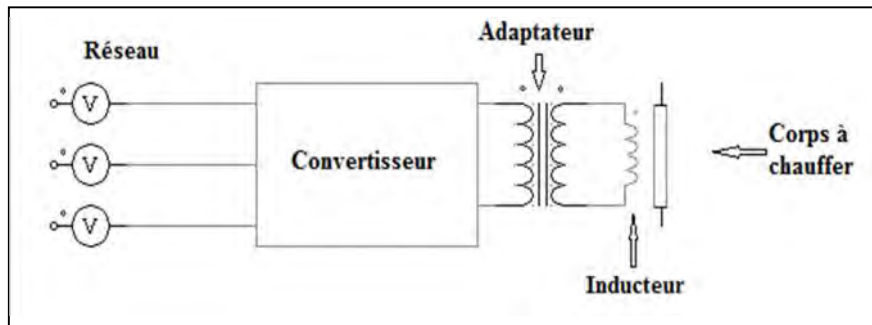 Réseau
Adaptateur
V
V
V
Convertisseur
Corps à
chauffer
Inducteur